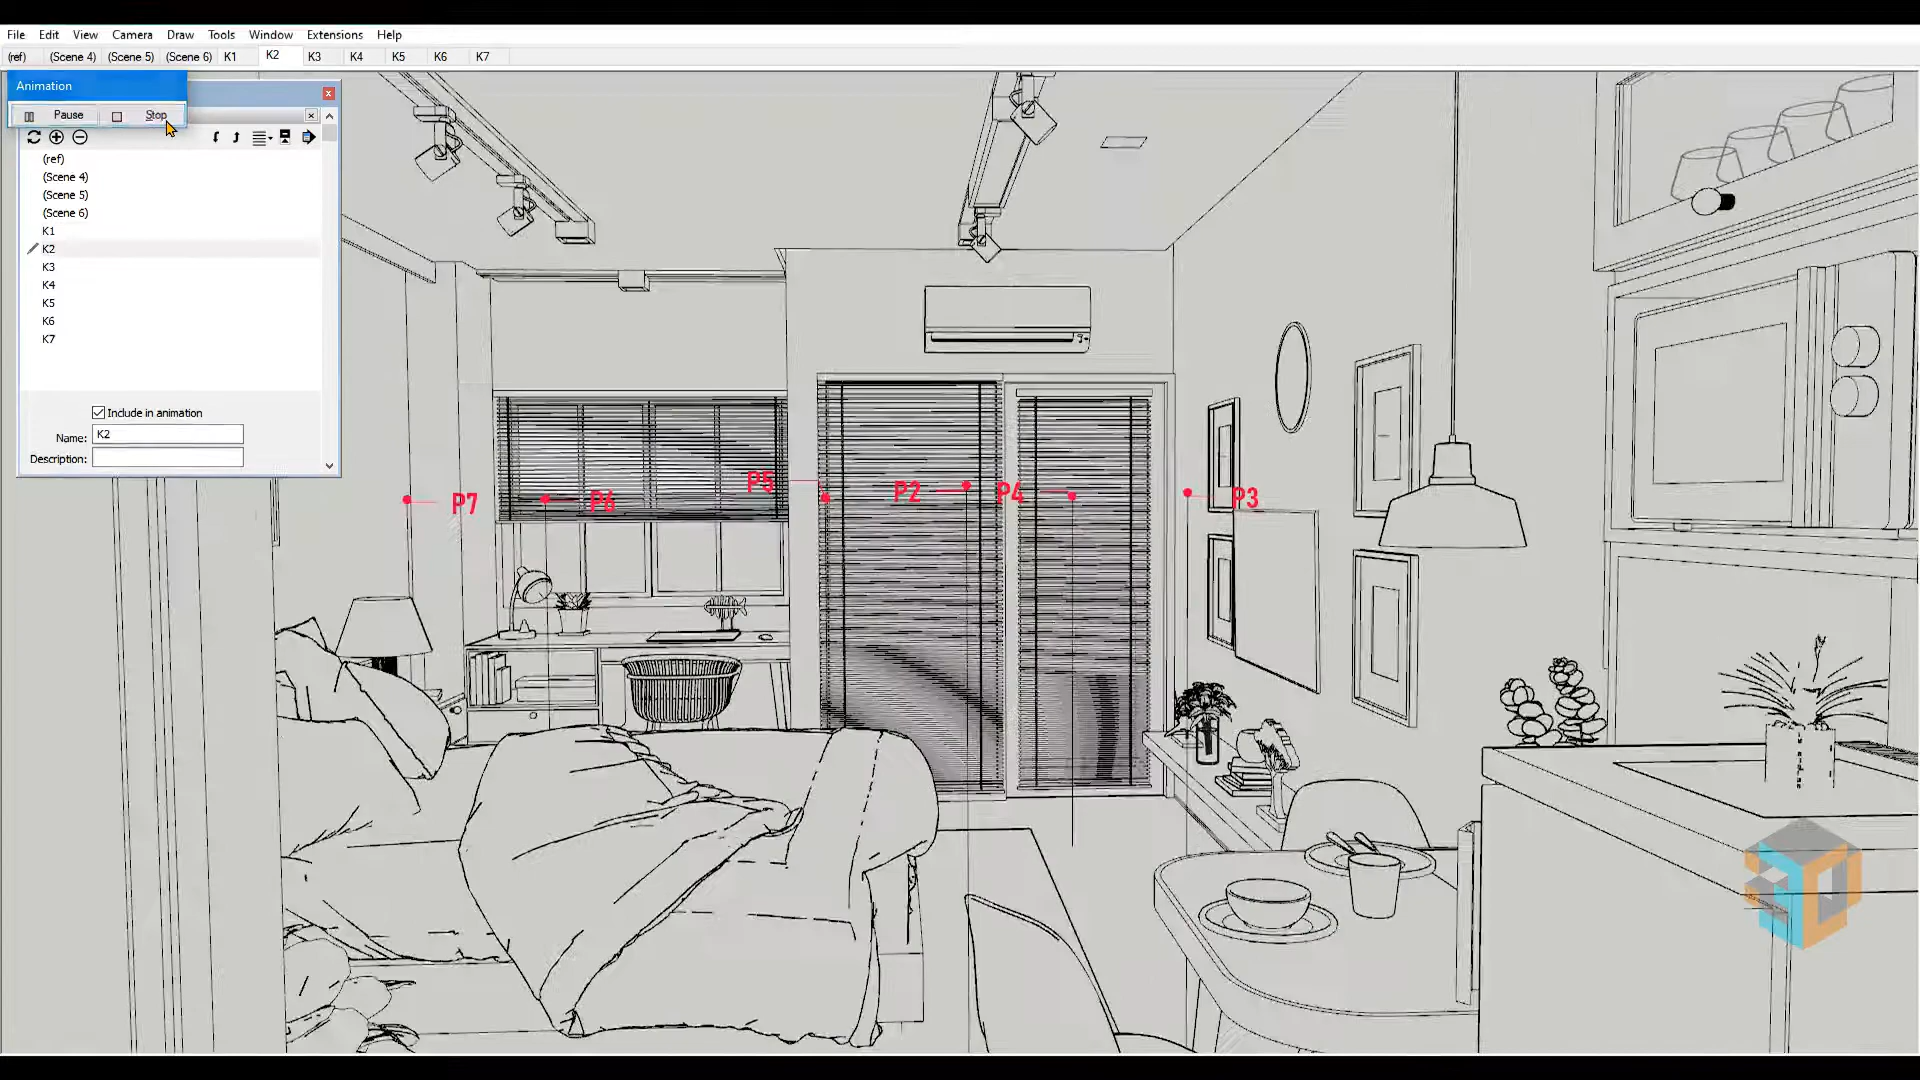 File Edit View Camera Draw Tools Window Extensions Help
(ref) (Scene 4) (Scene 5) (Scene 6) K1 K2 K3 K4 K5 K6 K7
Animation
Pause Stop
(ref)
(Scene 4)
(Scene 5)
(Scene 6)
K1
K2
K3
K4
K5
K6
K7
Include in animation
Name: K2
Description:
P7 P6 P5 P2 P4 P3
3D